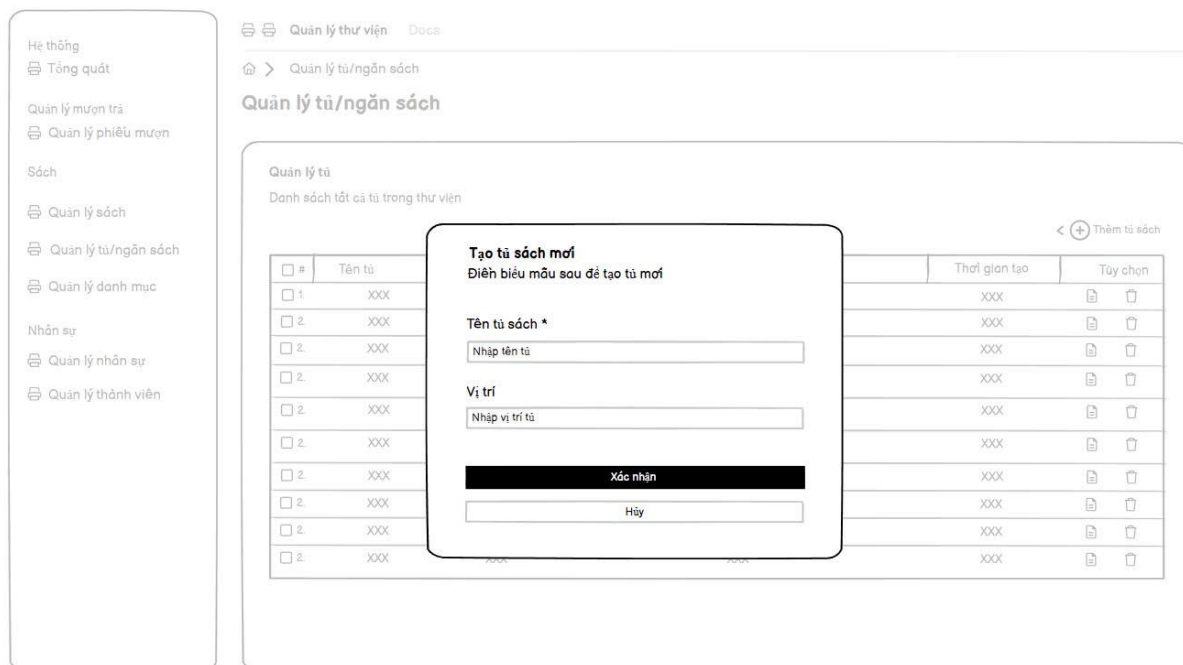 Hệ thống
Tổng quát
Quản lý mượn trả
Quản lý phiếu mượn
Sách
Quản lý sách
Quản lý tủ/ngăn sách
Quản lý danh mục
Nhân sự
Quản lý nhân sự
Quản lý thành viên
Quản lý thư viện Docs
Quản lý tủ/ngăn sách
Quản lý tủ/ngăn sách
Quản lý tủ
Danh sách tất cả tủ trong thư viện
< + Thêm tủ sách
# Tên tủ Thời gian tạo Tùy chọn
1. XXX XXX
2. XXX XXX
2. XXX XXX
2. XXX XXX
2. XXX XXX
2. XXX XXX
2. XXX XXX
2. XXX XXX
2. XXX XXX
2. XXX XXX XXX XXX
Tạo tủ sách mới
Điền biểu mẫu sau để tạo tủ mới
Tên tủ sách *
Nhập tên tủ
Vị trí
Nhập vị trí tủ
Xác nhận
Hủy